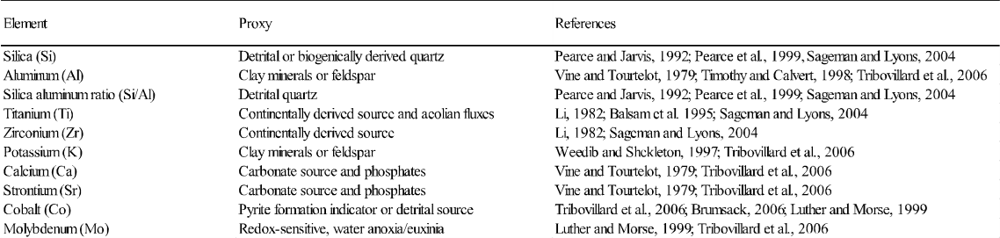 Element Proxy References
Silica (Si) Detrital or biogenically derived quartz Pearce and Jarvis, 1992; Pearce et al., 1999, Sageman and Lyons, 2004
Aluminum (Al) Clay minerals or feldspar Vine and Tourtelot, 1979; Timothy and Calvert, 1998; Tribovillard et al., 2006
Silica aluminum ratio (Si/Al) Detrital quartz Pearce and Jarvis, 1992; Pearce et al., 1999; Sageman and Lyons, 2004
Titanium (Ti) Continentally derived source and aeolian fluxes Li, 1982; Balsam et al. 1995; Sageman and Lyons, 2004
Zirconium (Zr) Continentally derived source Li, 1982; Sageman and Lyons, 2004
Potassium (K) Clay minerals or feldspar Weedib and Shckleton, 1997; Tribovillard et al., 2006
Calcium (Ca) Carbonate source and phosphates Vine and Tourtelot, 1979; Tribovillard et al., 2006
Strontium (Sr) Carbonate source and phosphates Vine and Tourtelot, 1979; Tribovillard et al., 2006
Cobalt (Co) Pyrite formation indicator or detrital source Tribovillard et al., 2006; Brumsack, 2006; Luther and Morse, 1999
Molybdenum (Mo) Redox-sensitive, water anoxia/euxinia Luther and Morse, 1999; Tribovillard et al., 2006